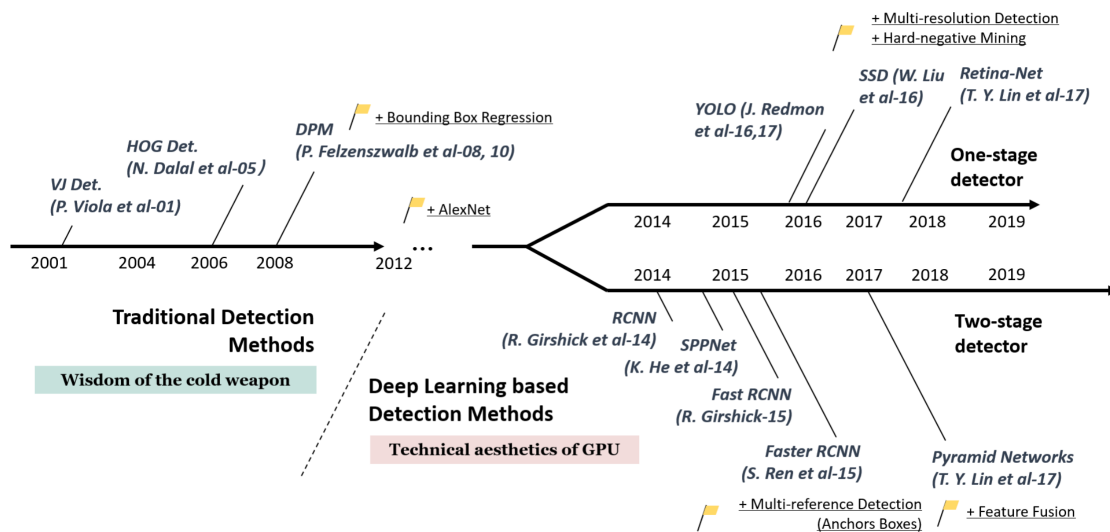 + Multi-resolution Detection
+ Hard-negative Mining
SSD (W. Liu
et al-16)
Retina-Net
(T. Y. Lin et al-17)
YOLO (J. Redmon
et al-16,17)
+ Bounding Box Regression
DPM
(P. Felzenszwalb et al-08, 10)
HOG Det.
(N. Dalal et al-05)
VJ Det.
(P. Viola et al-01)
+ AlexNet
One-stage
detector
2014 2015 2016 2017 2018 2019
...
2001 2004 2006 2008 2012
2014 2015 2016 2017 2018 2019
Traditional Detection
Methods
Wisdom of the cold weapon
Deep Learning based
Detection Methods
Technical aesthetics of GPU
RCNN
(R. Girshick et al-14)
SPPNet
(K. He et al-14)
Fast RCNN
(R. Girshick-15)
Faster RCNN
(S. Ren et al-15)
Two-stage
detector
Pyramid Networks
(T. Y. Lin et al-17)
+ Multi-reference Detection
(Anchors Boxes)
+ Feature Fusion